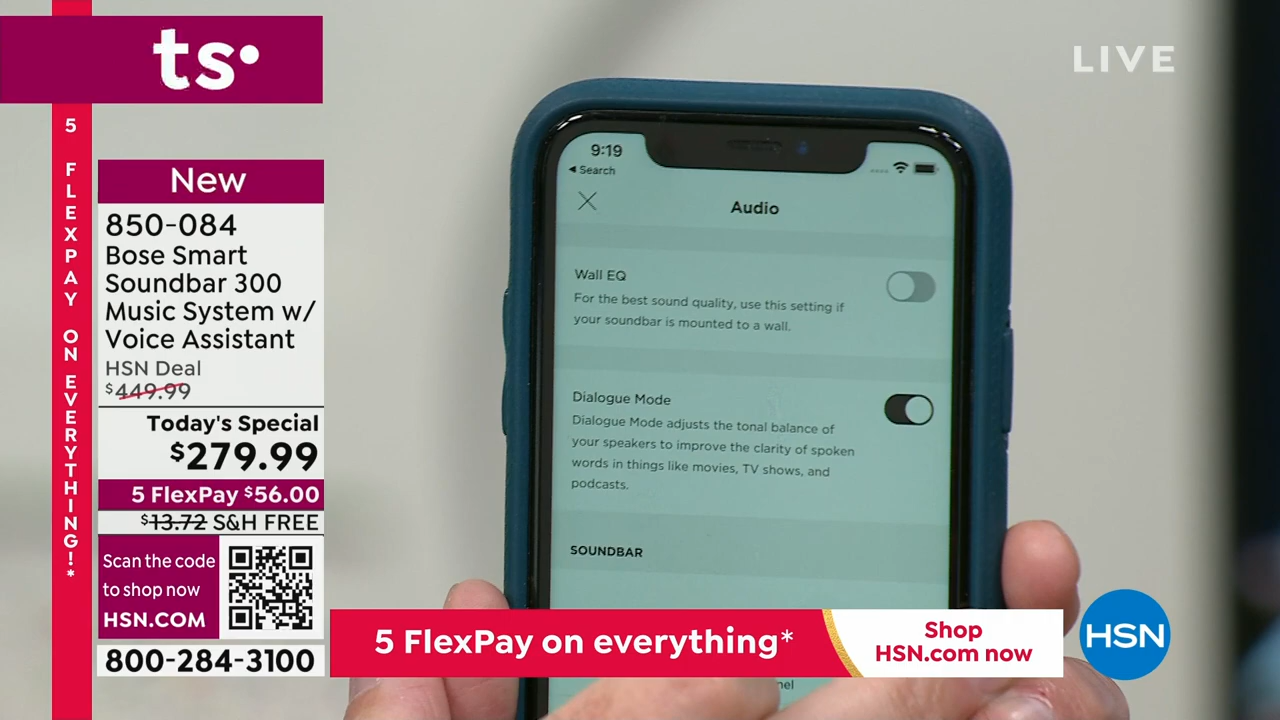 ts
LIVE
5 FLEXPAY ON EVERYTHING!*
New
850-084
Bose Smart
Soundbar 300
Music System w/
Voice Assistant
HSN Deal
$449.99
Today's Special
$279.99
5 FlexPay $56.00
$13.72 S&H FREE
Scan the code
to shop now
HSN.COM
800-284-3100
9:19
Search
Audio
Wall EQ
For the best sound quality, use this setting if
your soundbar is mounted to a wall.
Dialogue Mode
Dialogue Mode adjusts the tonal balance of
your speakers to improve the clarity of spoken
words in things like movies, TV shows, and
podcasts.
SOUNDBAR
5 FlexPay on everything*
Shop
HSN.com now
HSN